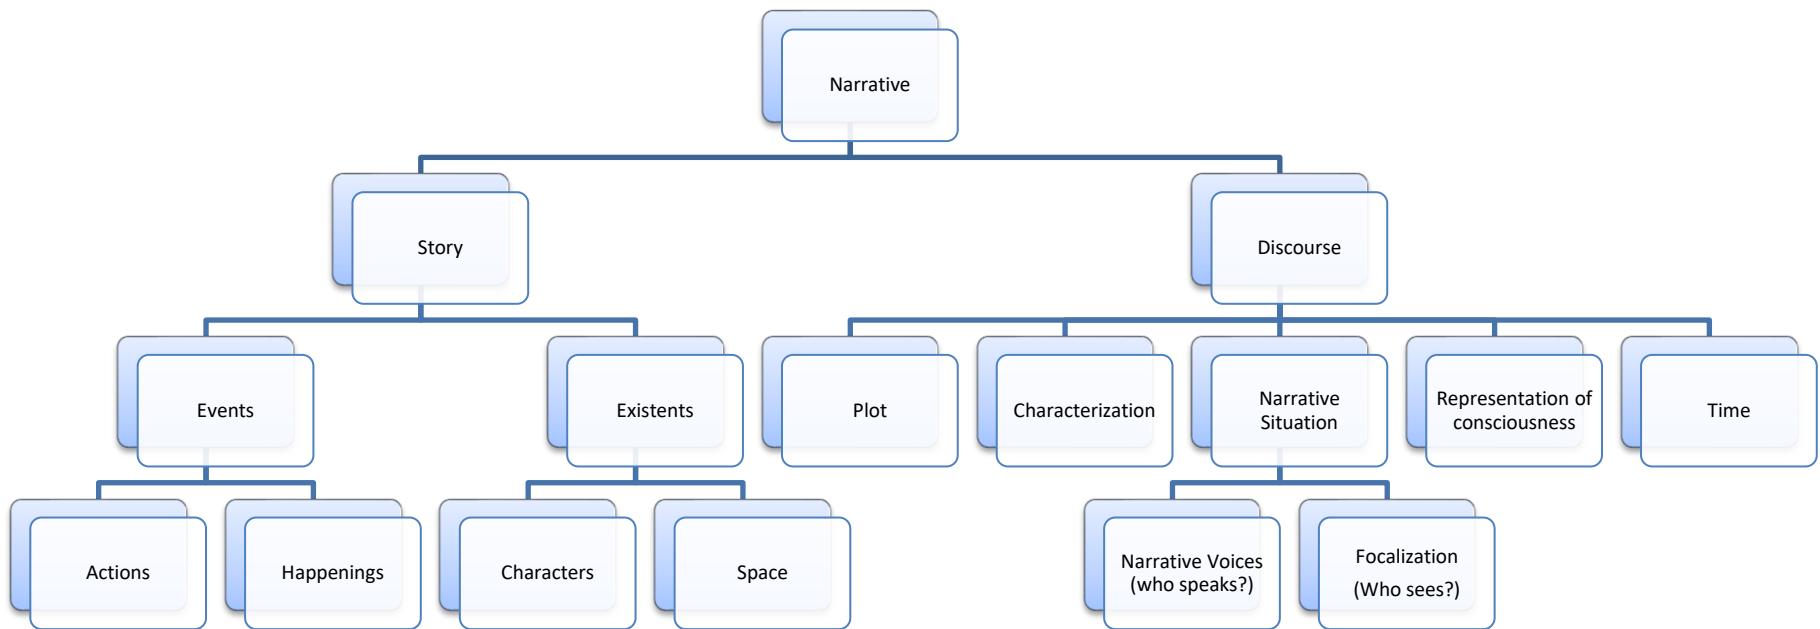 Narrative
Story
Discourse
Events
Existents
Plot
Characterization
Narrative
Situation
Representation of
consciousness
Time
Actions
Happenings
Characters
Space
Narrative Voices
(who speaks?)
Focalization
(Who sees?)